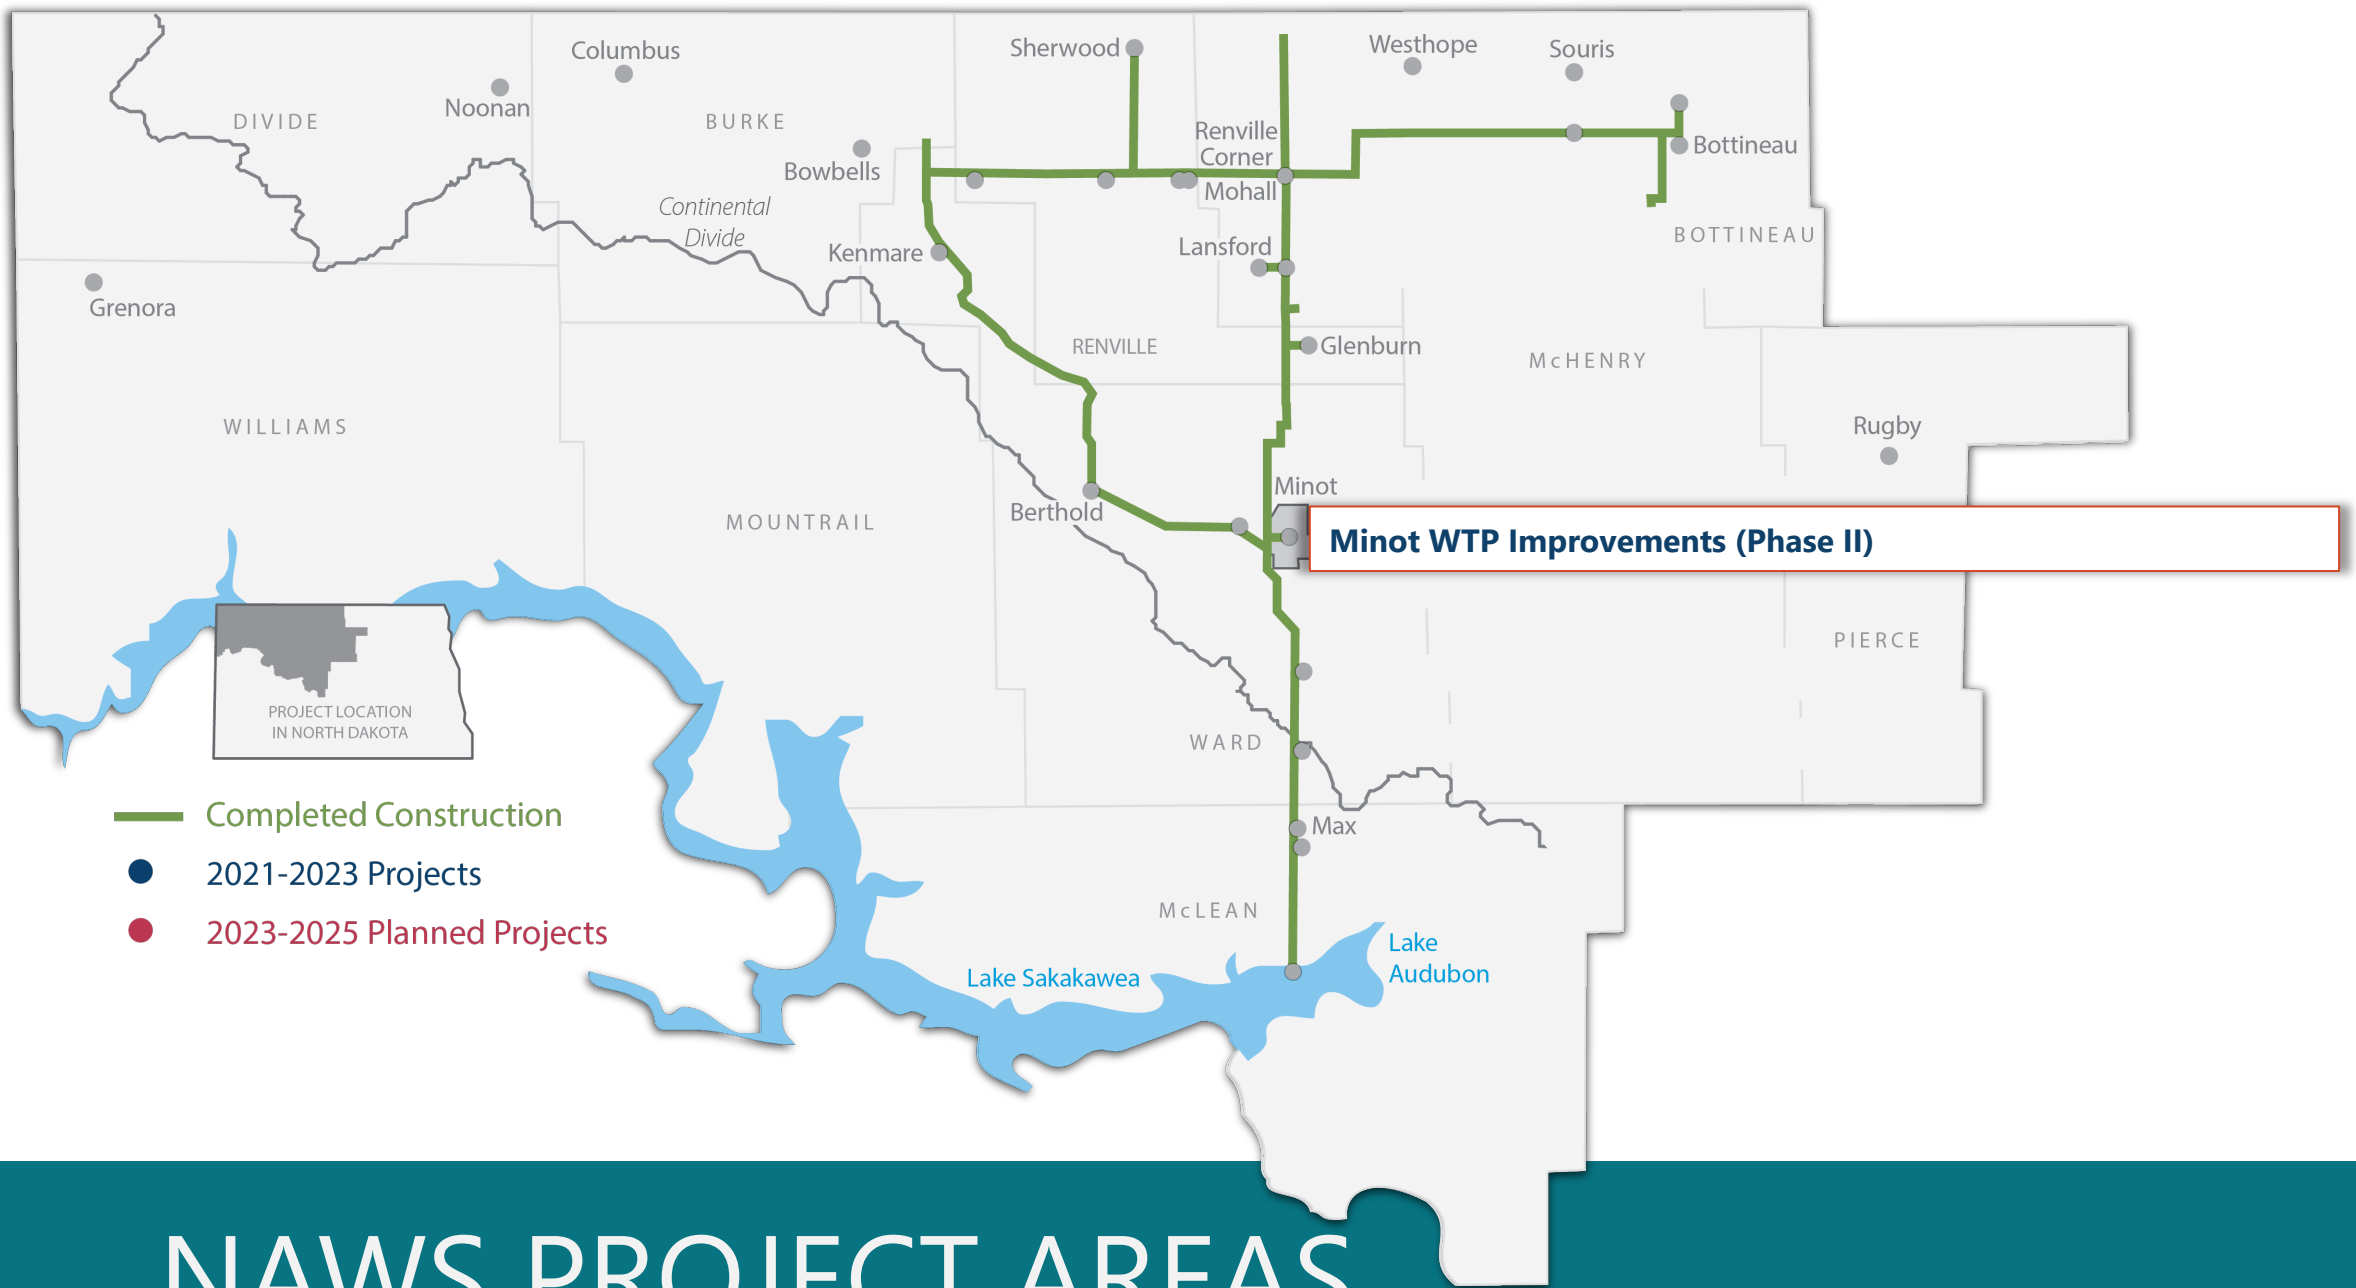 Columbus
Sherwood
Westhope
Souris
Noonan
DIVIDE
BURKE
Renville
Corner
Bottineau
Bowbells
Mohall
Continental
Divide
Kenmare
Lansford
BOTTINEAU
Grenora
RENVILLE
Glenburn
McHENRY
WILLIAMS
Rugby
Minot
Berthold
MOUNTRAIL
Minot WTP Improvements (Phase II)
PIERCE
PROJECT LOCATION
IN NORTH DAKOTA
WARD
Completed Construction
Max
2021-2023 Projects
McLEAN
2023-2025 Planned Projects
Lake
Audubon
Lake Sakakawea
NAWS PROJECT AREAS